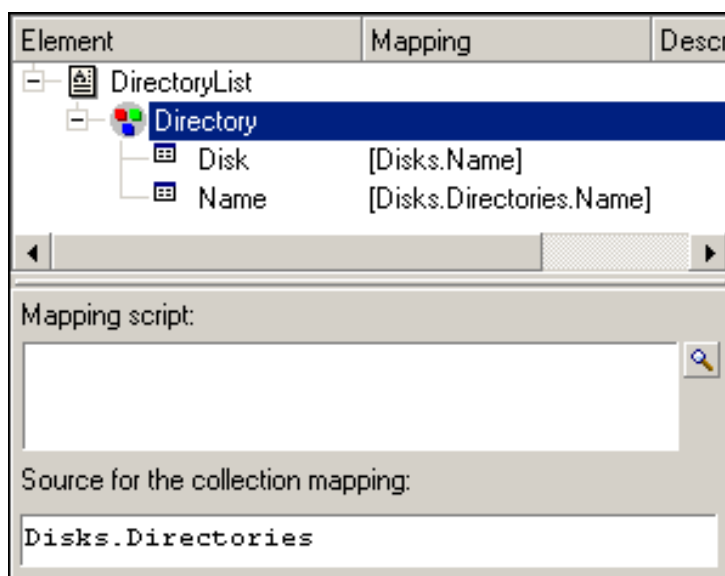 Element Mapping Descr
DirectoryList
Directory
Disk [Disks.Name]
Name [Disks.Directories.Name]
Mapping script:
Source for the collection mapping:
Disks.Directories